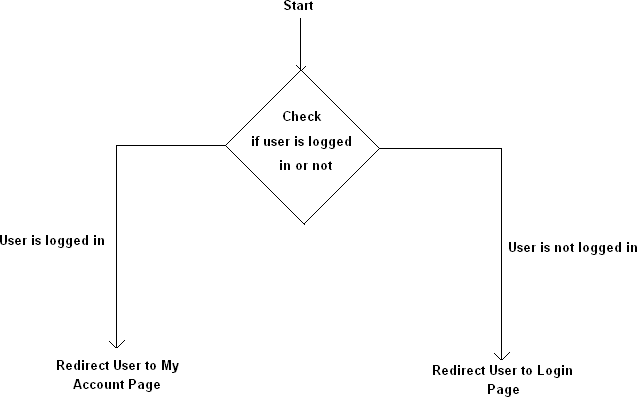 Start
Check
if user is logged
in or not
User is logged in
User is not logged in
Redirect User to My
Account Page
Redirect User to Login
Page